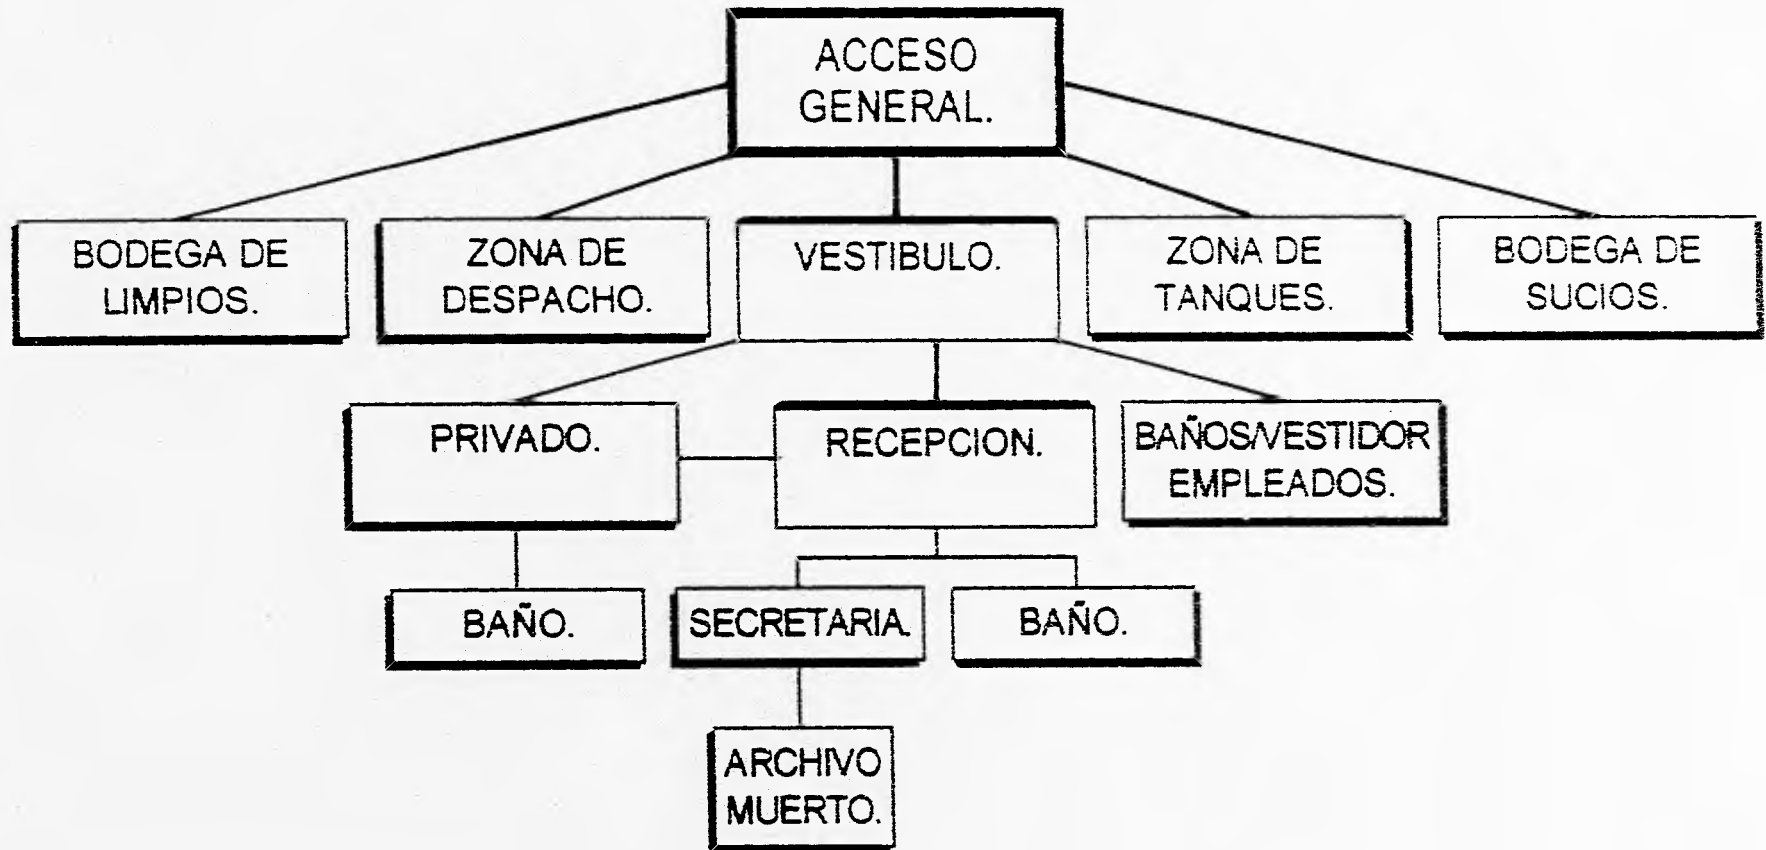 ACCESO
GENERAL.
BODEGA DE
LIMPIOS.
ZONA DE
DESPACHO.
VESTIBULO.
ZONA DE
TANQUES.
BODEGA DE
SUCIOS.
PRIVADO.
RECEPCION.
BAÑOS/VESTIDOR
EMPLEADOS.
BAÑO.
SECRETARIA.
BAÑO.
ARCHIVO
MUERTO.